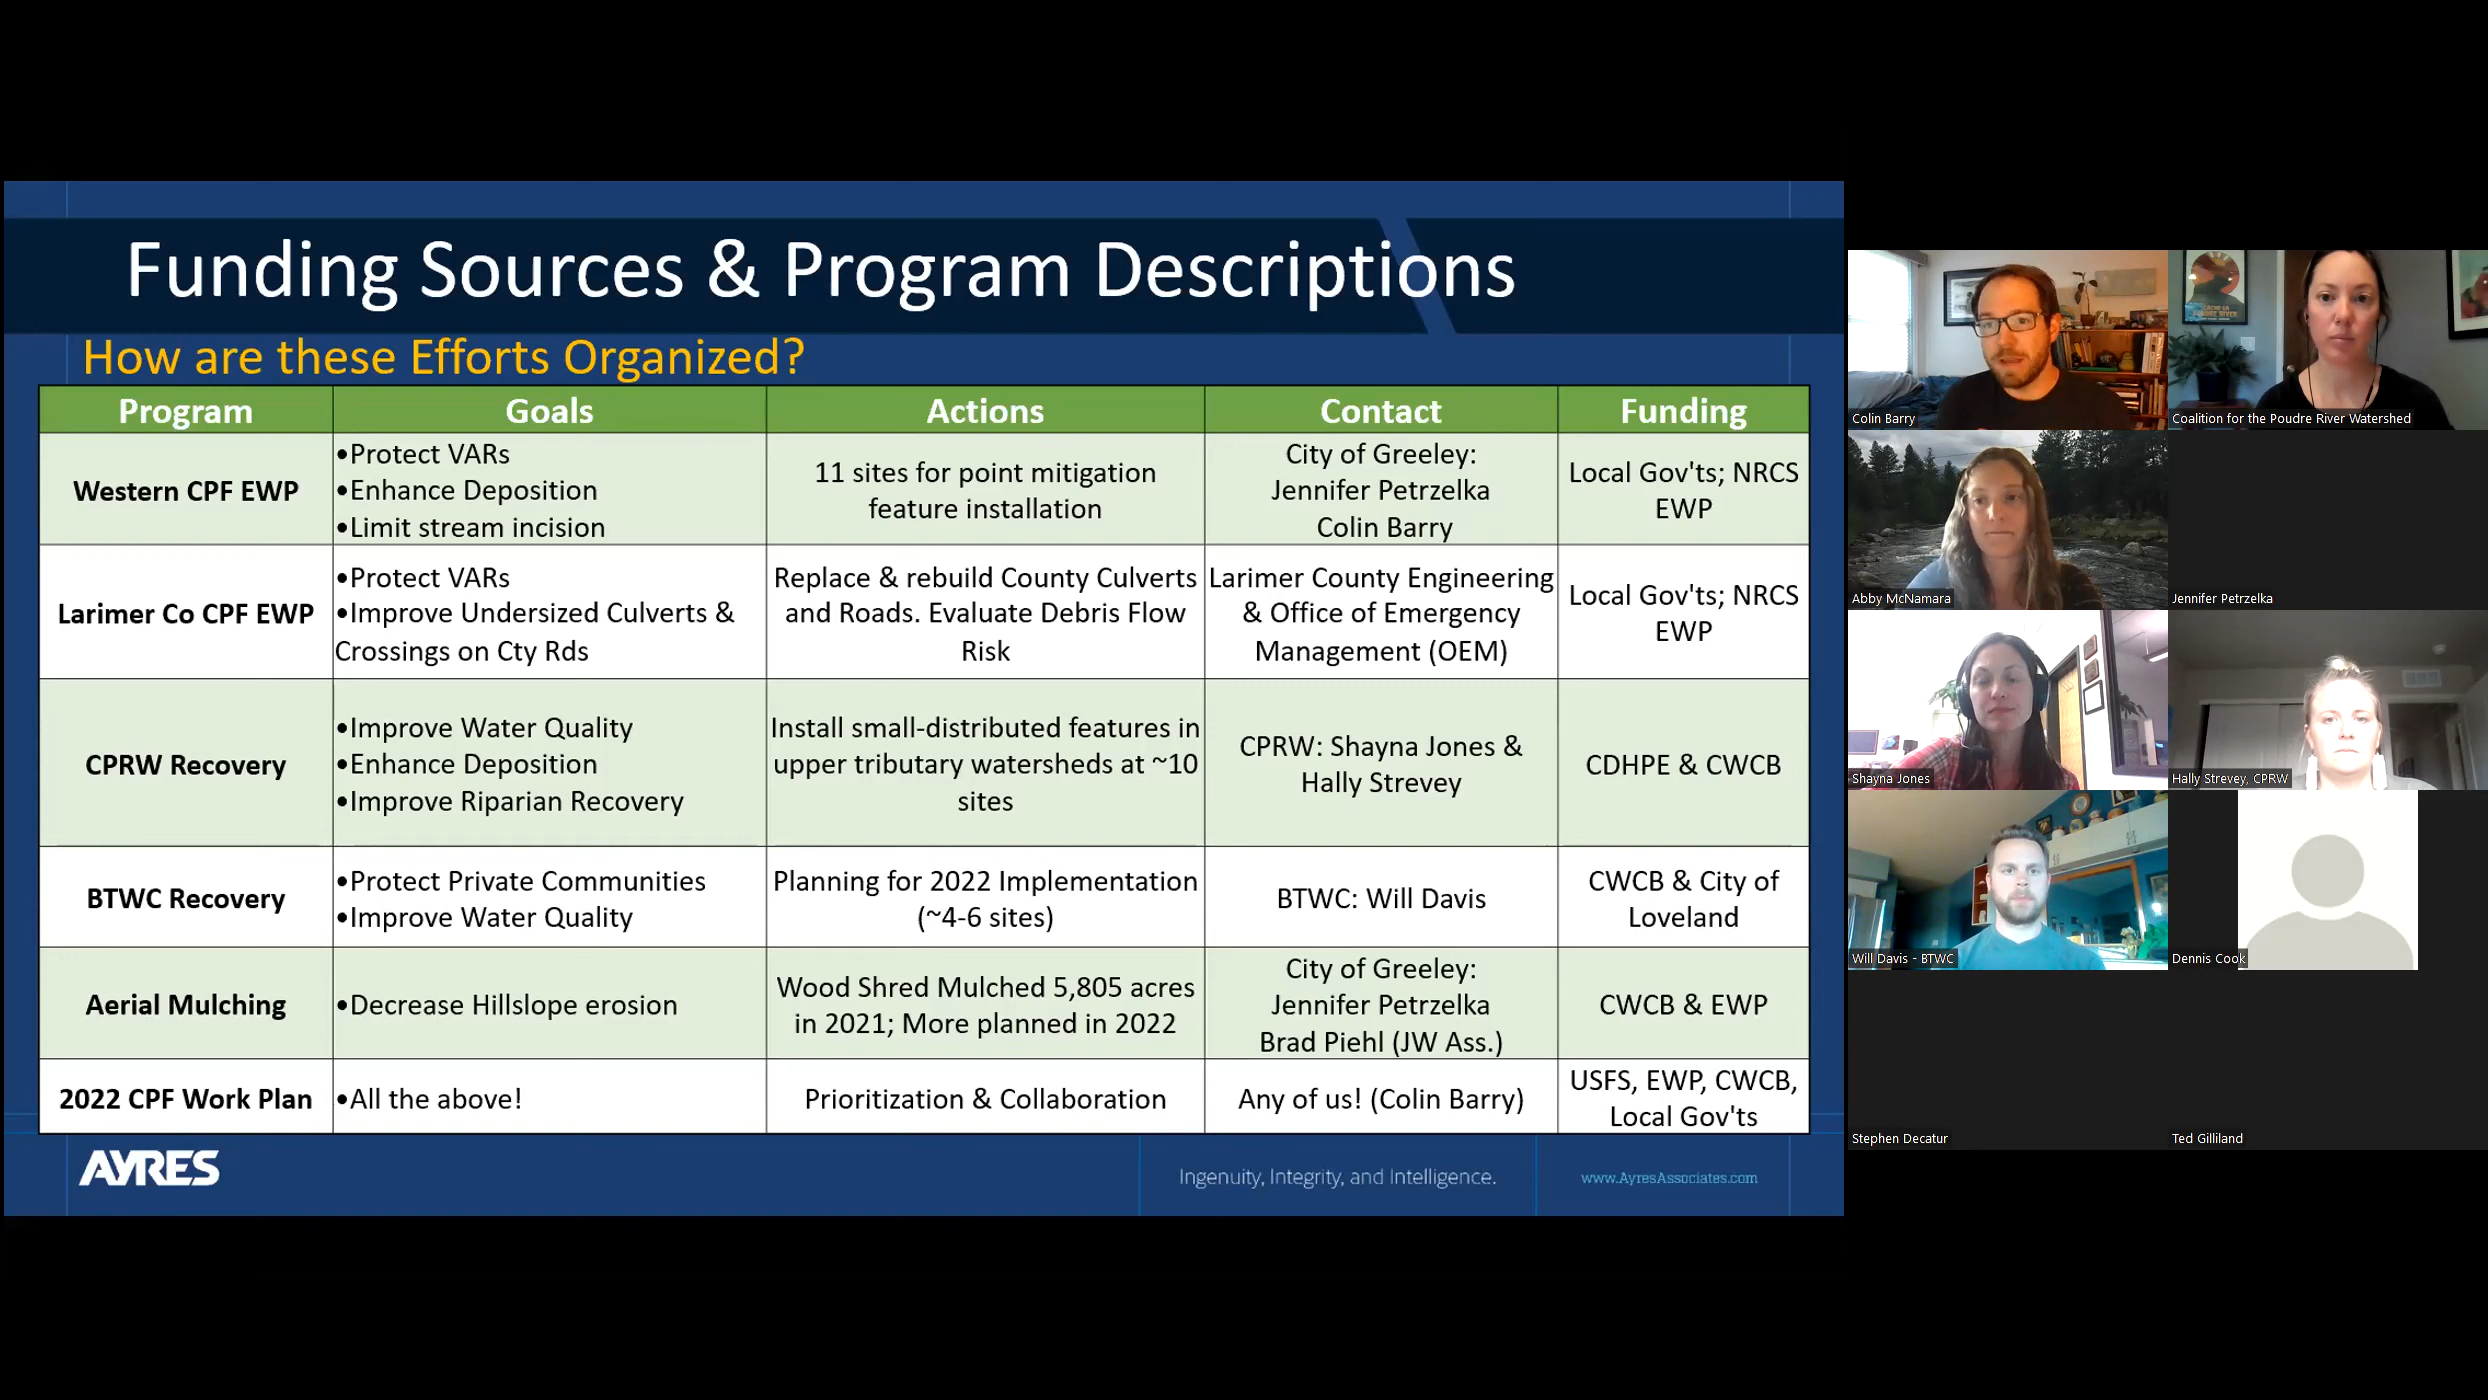 Funding Sources & Program Descriptions
How are these Efforts Organized?
Program
Goals
Actions
Contact
Funding
Western CPF EWP
•Protect VARs
•Enhance Deposition
•Limit stream incision
11 sites for point mitigation
feature installation
City of Greeley:
Jennifer Petrzelka
Colin Barry
Local Gov'ts; NRCS
EWP
Larimer Co CPF EWP
•Protect VARs
•Improve Undersized Culverts &
Crossings on Cty Rds
Replace & rebuild County Culverts
and Roads. Evaluate Debris Flow
Risk
Larimer County Engineering
& Office of Emergency
Management (OEM)
Local Gov'ts; NRCS
EWP
CPRW Recovery
•Improve Water Quality
•Enhance Deposition
•Improve Riparian Recovery
Install small-distributed features in
upper tributary watersheds at ~10
sites
CPRW: Shayna Jones &
Hally Strevey
CDHPE & CWCB
BTWC Recovery
•Protect Private Communities
•Improve Water Quality
Planning for 2022 Implementation
(~4-6 sites)
BTWC: Will Davis
CWCB & City of
Loveland
Aerial Mulching
•Decrease Hillslope erosion
Wood Shred Mulched 5,805 acres
in 2021; More planned in 2022
City of Greeley:
Jennifer Petrzelka
Brad Piehl (JW Ass.)
CWCB & EWP
2022 CPF Work Plan
•All the above!
Prioritization & Collaboration
Any of us! (Colin Barry)
USFS, EWP, CWCB,
Local Gov'ts
AYRES
Ingenuity, Integrity, and Intelligence.
www.AyresAssociates.com
Colin Barry
Coalition for the Poudre River Watershed
Abby McNamara
Jennifer Petrzelka
Shayna Jones
Hally Strevey, CPRW
Will Davis - BTWC
Dennis Cook
Stephen Decatur
Ted Gilliland